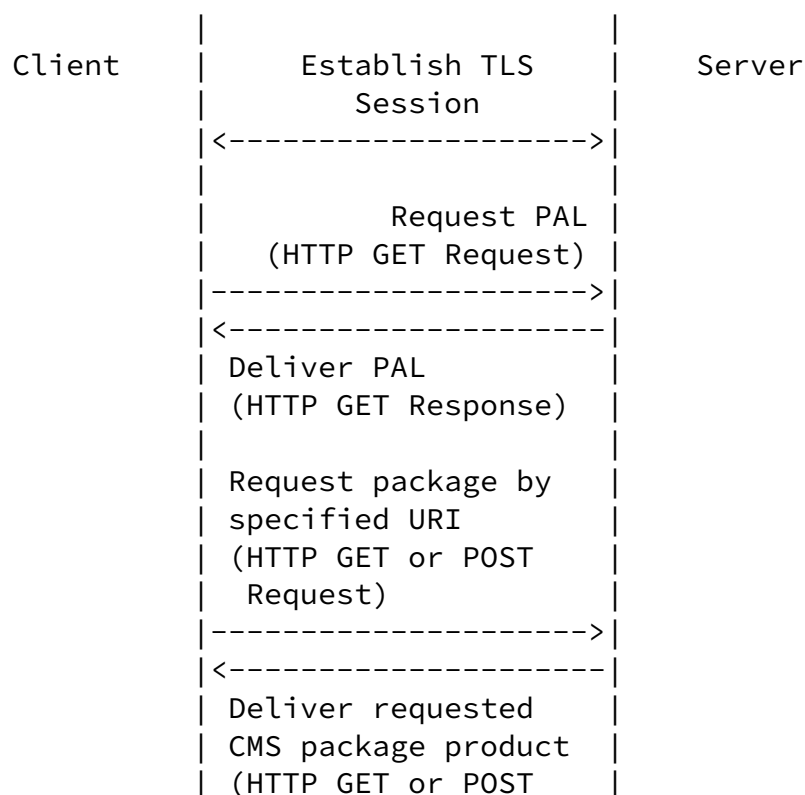 |                      |
Client     |     Establish TLS    |    Server
           |        Session       |
           |<-------------------->|
           |                      |
           |          Request PAL |
           |   (HTTP GET Request) |
           |--------------------->|
           |<---------------------|
           | Deliver PAL          |
           | (HTTP GET Response)  |
           |                      |
           | Request package by   |
           | specified URI        |
           | (HTTP GET or POST    |
           |  Request)            |
           |--------------------->|
           |<---------------------|
           | Deliver requested    |
           | CMS package product  |
           | (HTTP GET or POST    |